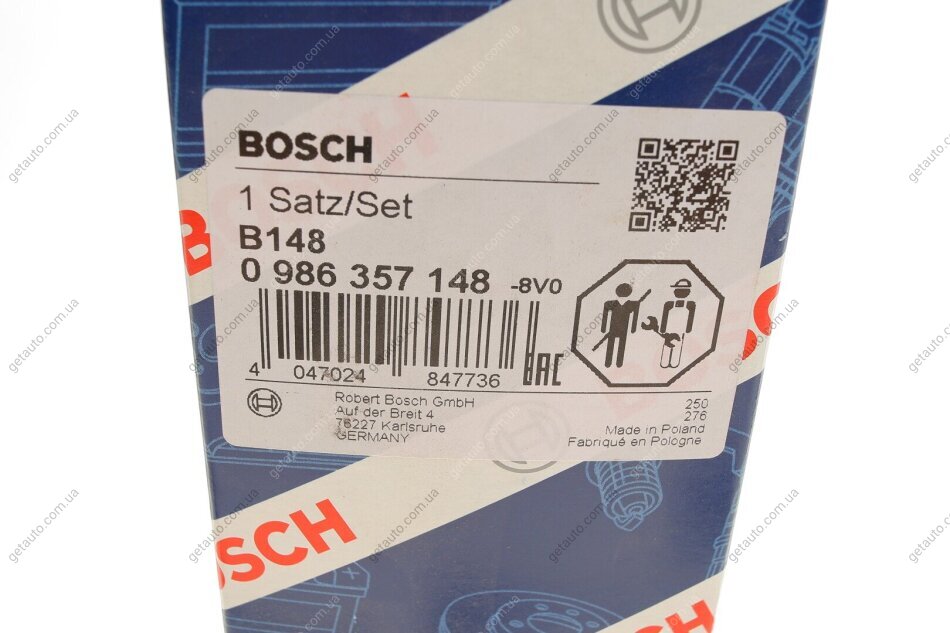 BOSCH
1 Satz/Set
B148
0 986 357 148 -8V0
4 047024 847736
EAC
Robert Bosch GmbH
Auf der Breit 4
76227 Karlsruhe
GERMANY
250
276
Made in Poland
Fabriqué en Pologne
BOSCH
getauto.com.ua